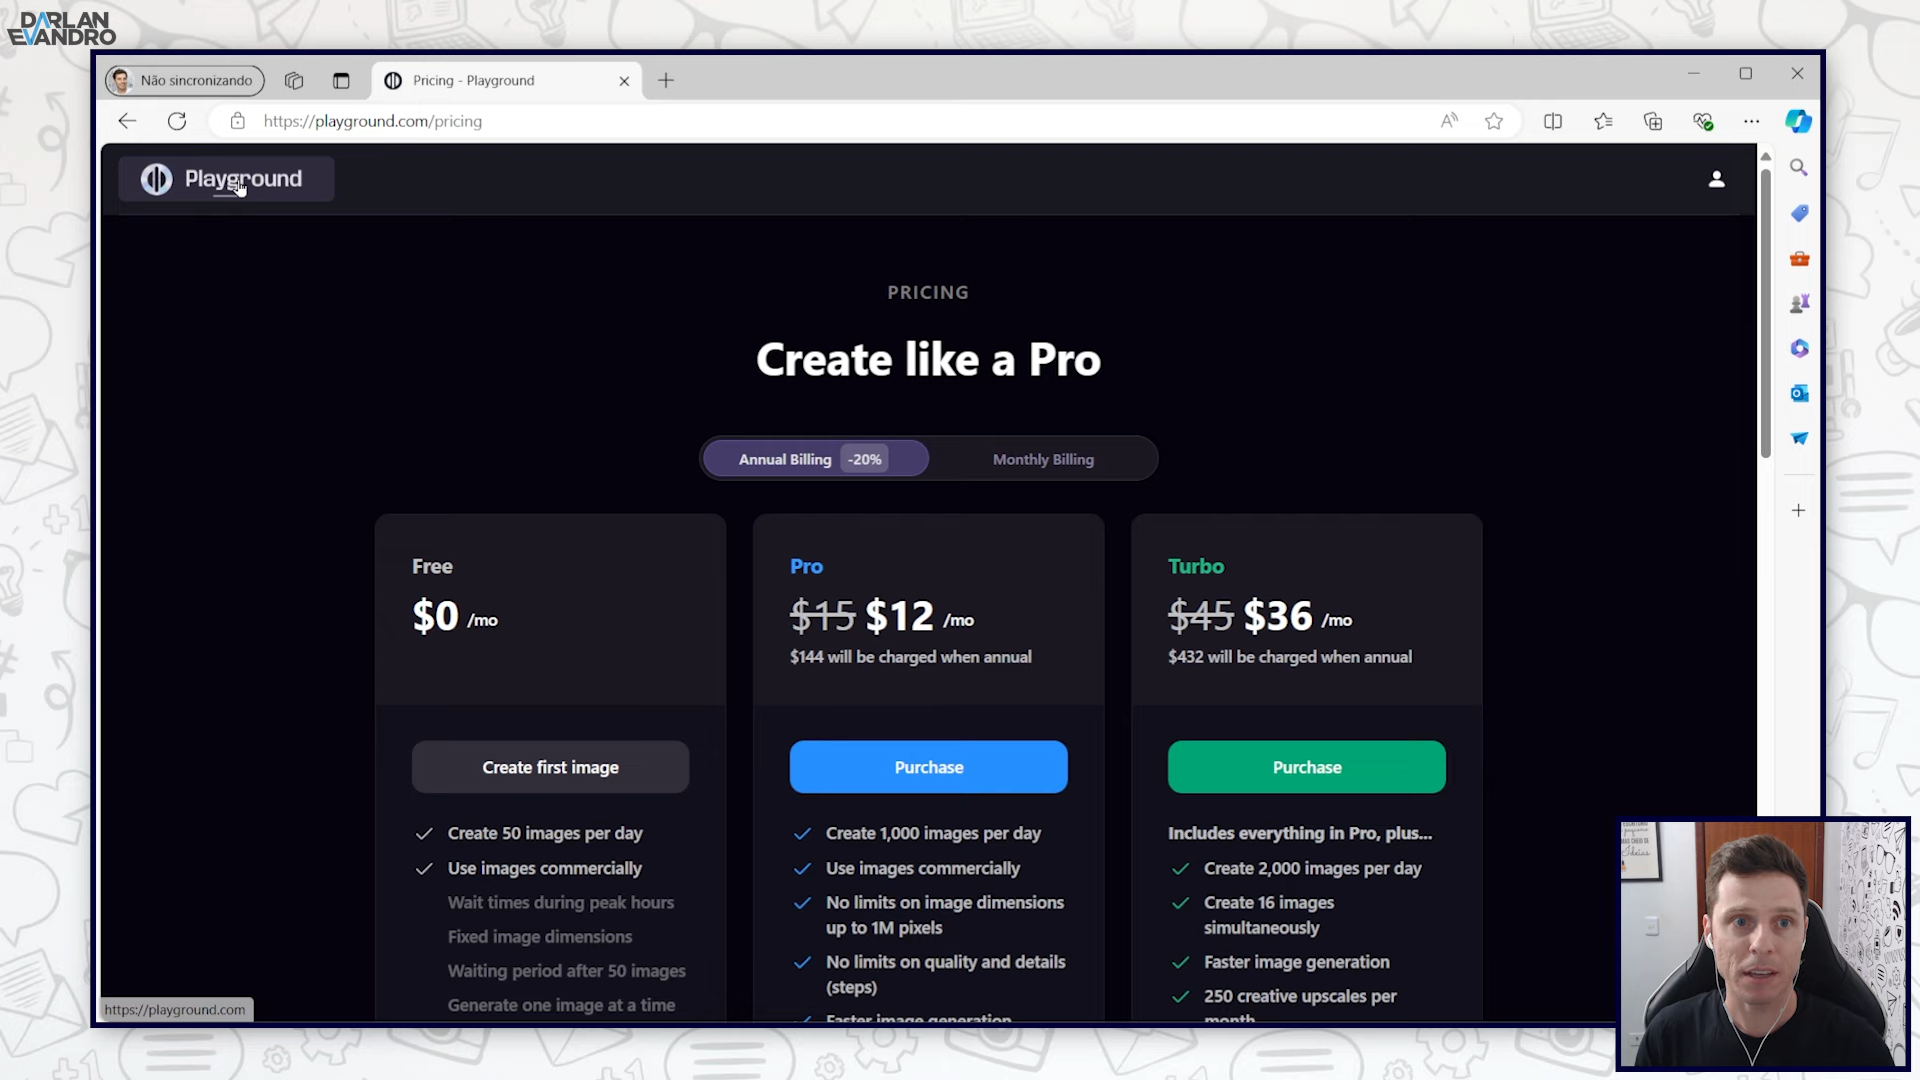 DARLAN
EVANDRO
Não sincronizando
Pricing - Playground
https://playground.com/pricing
Playground
PRICING
Create like a Pro
Annual Billing -20%
Monthly Billing
Free
$0 /mo
Create first image
Create 50 images per day
Use images commercially
Wait times during peak hours
Fixed image dimensions
Waiting period after 50 images
Generate one image at a time
Pro
$15 $12 /mo
$144 will be charged when annual
Purchase
Create 1,000 images per day
Use images commercially
No limits on image dimensions
up to 1M pixels
No limits on quality and details
(steps)
Faster image generation
Turbo
$45 $36 /mo
$432 will be charged when annual
Purchase
Includes everything in Pro, plus...
Create 2,000 images per day
Create 16 images
simultaneously
Faster image generation
250 creative upscales per
month
https://playground.com